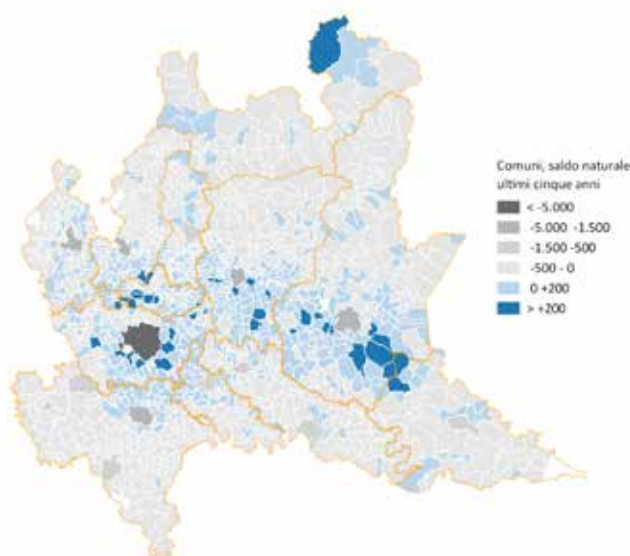 Comuni, saldo naturale
ultimi cinque anni
< -5.000
-5.000 -1.500
-1.500 -500
-500 - 0
0 +200
> +200